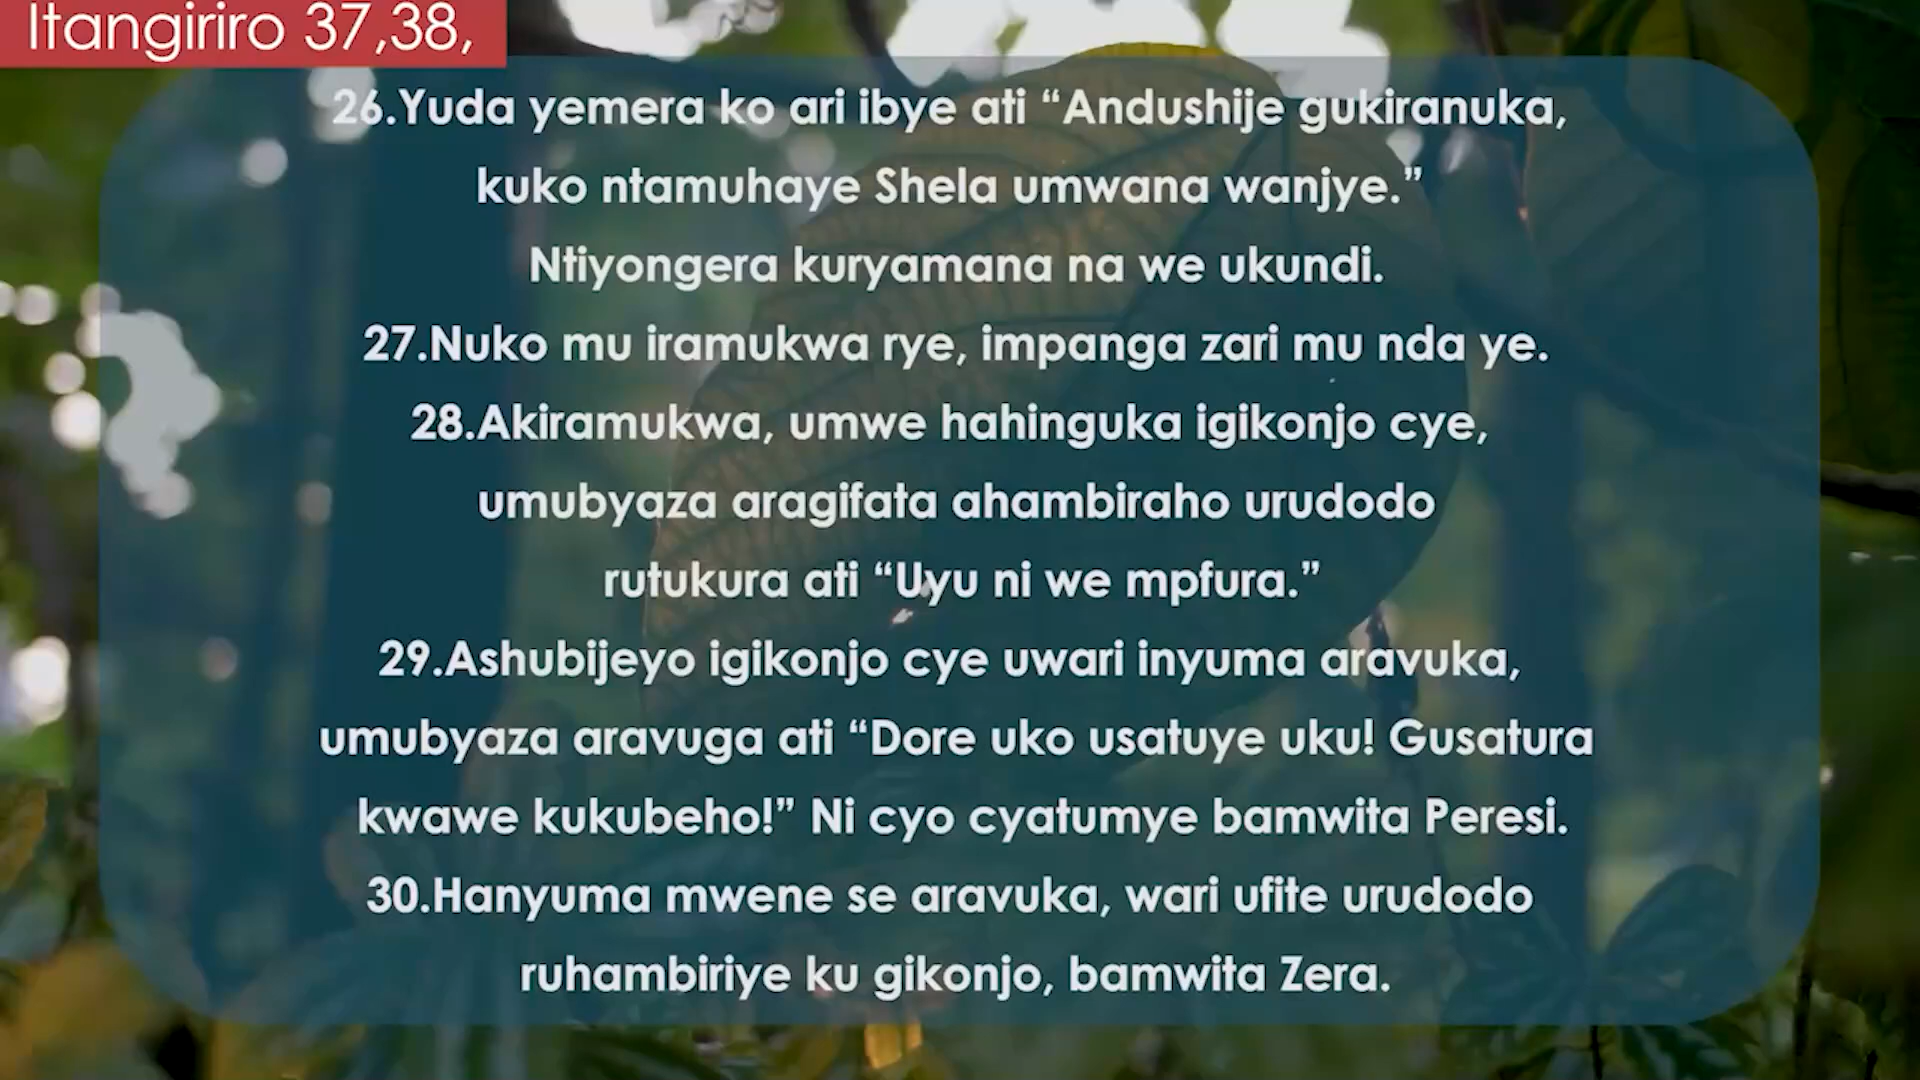 Itangiriro 37,38,
26.Yuda yemera ko ari ibye ati “Andushije gukiranuka,
kuko ntamuhaye Shela umwana wanjye.”
Ntiyongera kuryamana na we ukundi.
27.Nuko mu iramukwa rye, impanga zari mu nda ye.
28.Akiramukwa, umwe hahinguka igikonjo cye,
umubyaza aragifata ahambiraho urudodo
rutukura ati “Uyu ni we mpfura.”
29.Ashubijeyo igikonjo cye uwari inyuma aravuka,
umubyaza aravuga ati “Dore uko usatuye uku! Gusatura
kwawe kukubeho!” Ni cyo cyatumye bamwita Peresi.
30.Hanyuma mwene se aravuka, wari ufite urudodo
ruhambiriye ku gikonjo, bamwita Zera.